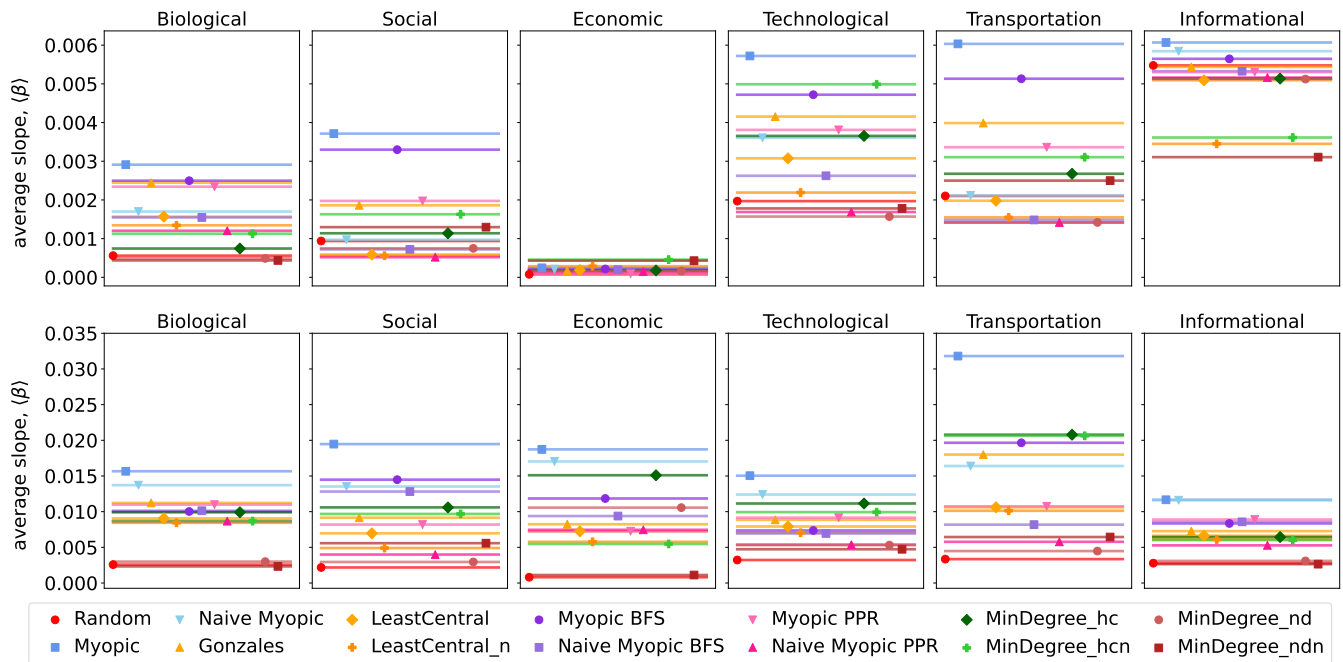 Biological Social Economic Technological Transportation Informational
average slope, ⟨β⟩
0.006
0.005
0.004
0.003
0.002
0.001
0.000
Biological Social Economic Technological Transportation Informational
average slope, ⟨β⟩
0.035
0.030
0.025
0.020
0.015
0.010
0.005
0.000
Random Naive Myopic LeastCentral Myopic BFS Myopic PPR MinDegree_hc MinDegree_nd
Myopic Gonzales LeastCentral_n Naive Myopic BFS Naive Myopic PPR MinDegree_hcn MinDegree_ndn